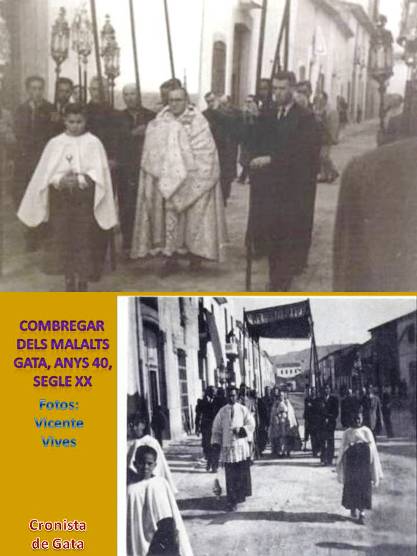 COMBREGAR
DELS MALALTS
GATA, ANYS 40,
SEGLE XX
Fotos:
Vicente
Vives
Cronista
de Gata